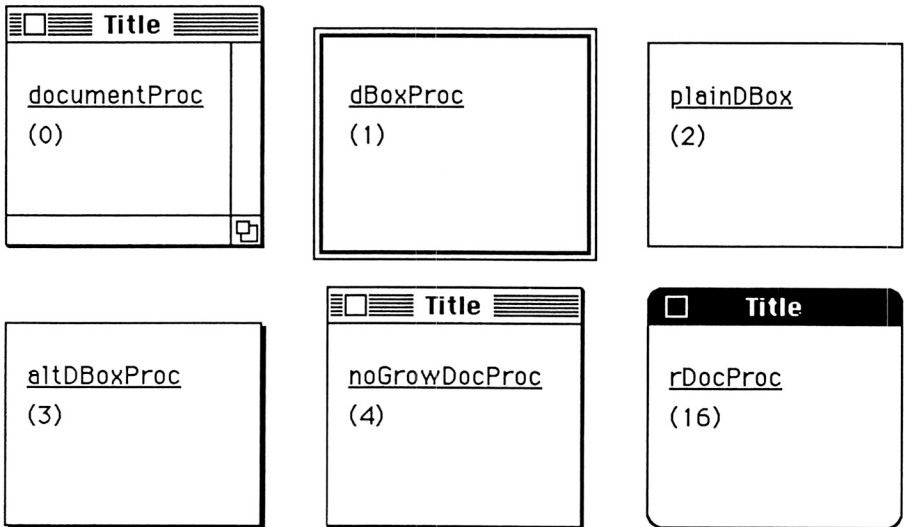 Title
documentProc
(0)
dBoxProc
(1)
plainDBox
(2)
altDBoxProc
(3)
Title
noGrowDocProc
(4)
Title
rDocProc
(16)